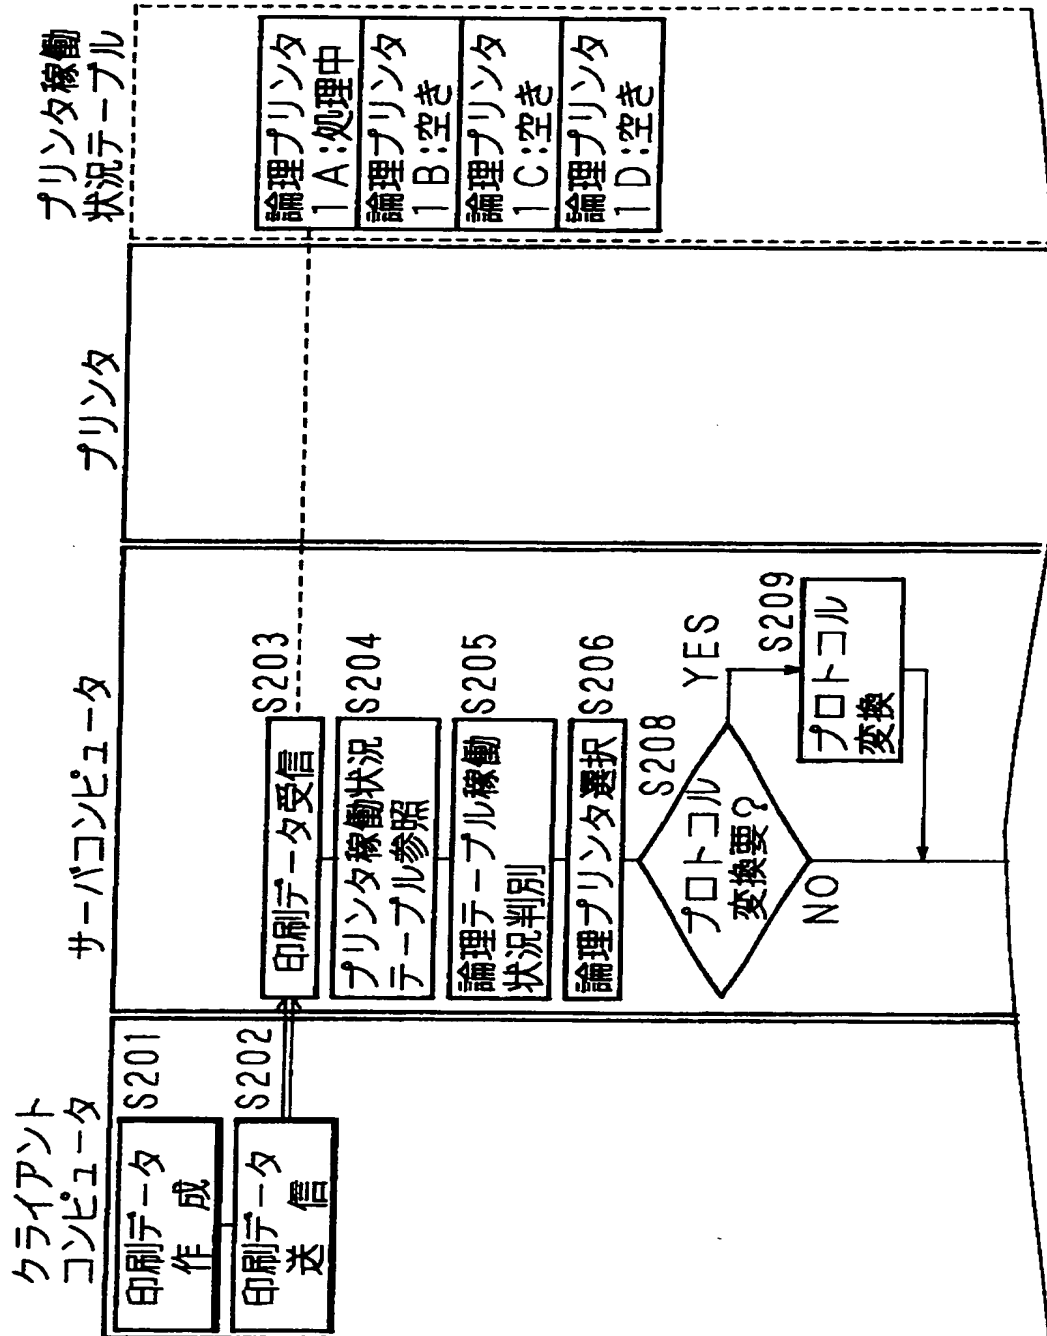 クライアント
コンピュータ
サーバコンピュータ
プリンタ
プリンタ稼働
状況テーブル
印刷データ
作 成
S201
印刷データ
送 信
S202
印刷データ受信
S203
プリンタ稼働状況
テーブル参照
S204
論理テーブル稼働
状況判別
S205
論理プリンタ選択
S206
プロトコル
変換要?
S208
YES
NO
プロトコル
変換
S209
論理プリンタ
1A:処理中
論理プリンタ
1B:空き
論理プリンタ
1C:空き
論理プリンタ
1D:空き